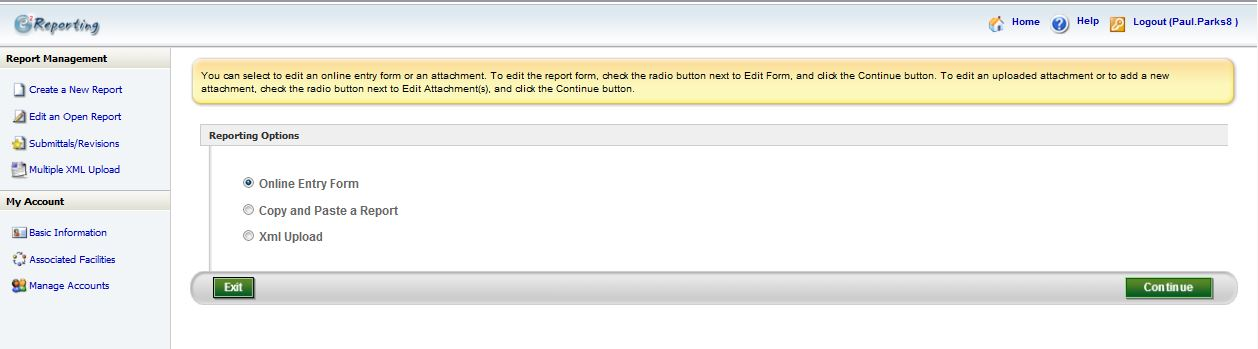 e2Reporting
Home Help Logout (Paul.Parks8 )
Report Management
Create a New Report
Edit an Open Report
Submittals/Revisions
Multiple XML Upload
My Account
Basic Information
Associated Facilities
Manage Accounts
You can select to edit an online entry form or an attachment. To edit the report form, check the radio button next to Edit Form, and click the Continue button. To edit an uploaded attachment or to add a new
attachment, check the radio button next to Edit Attachment(s), and click the Continue button.
Reporting Options
Online Entry Form
Copy and Paste a Report
Xml Upload
Exit Continue